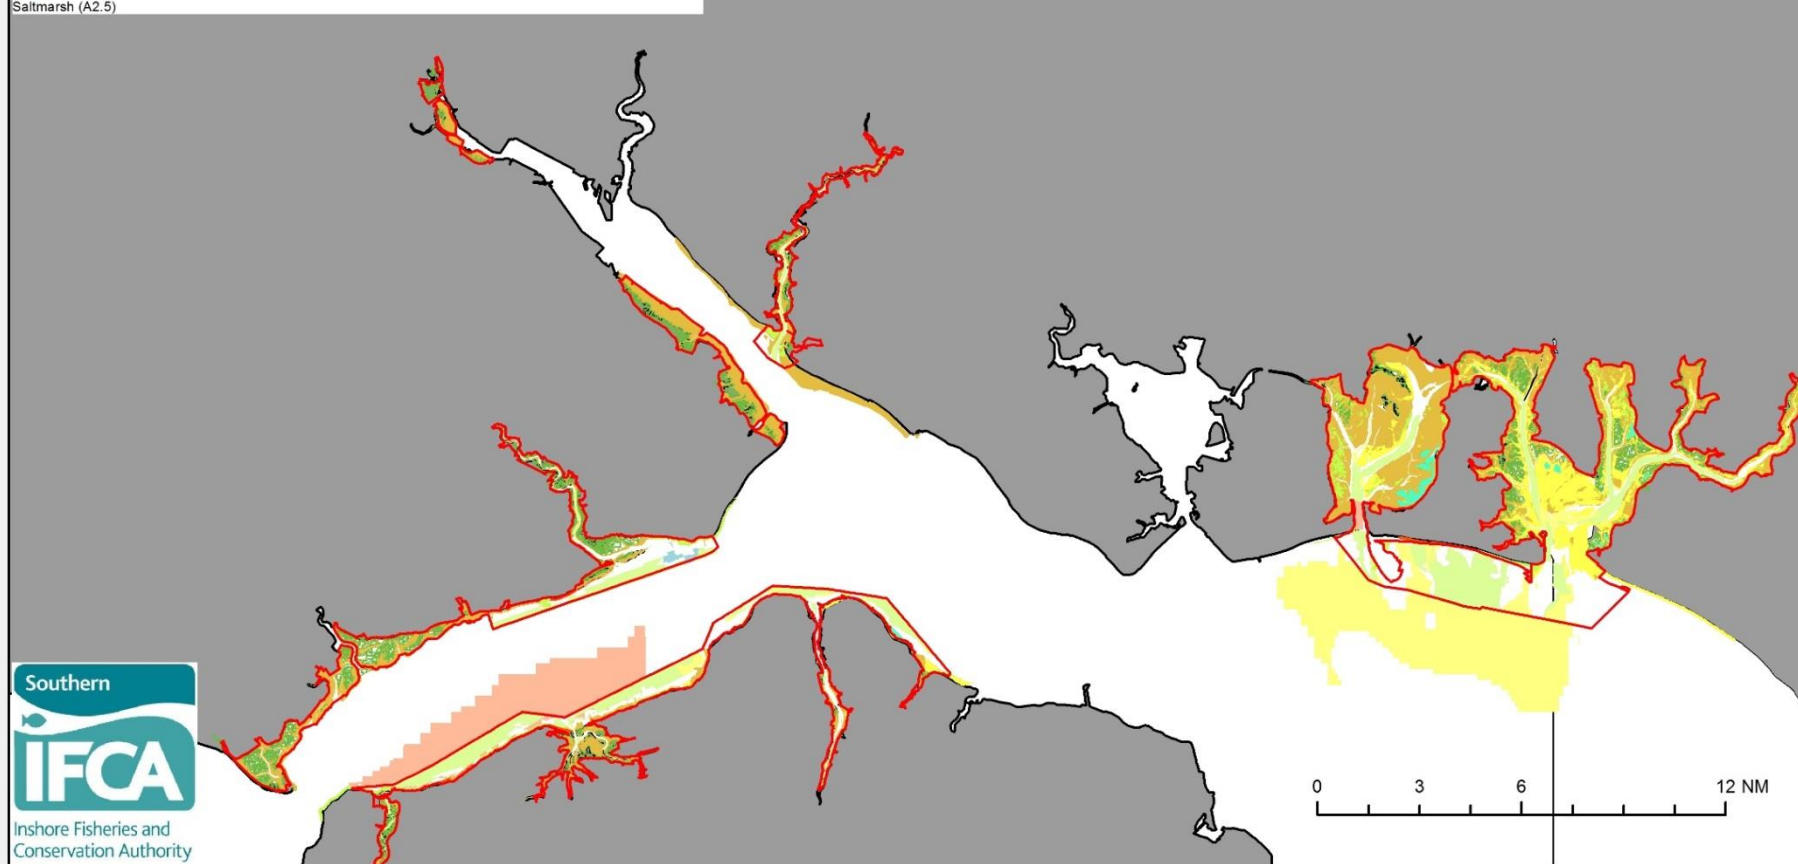 Saltmarsh (A2.5)
Southern
IFCA
Inshore Fisheries and
Conservation Authority
0 3 6 12 NM